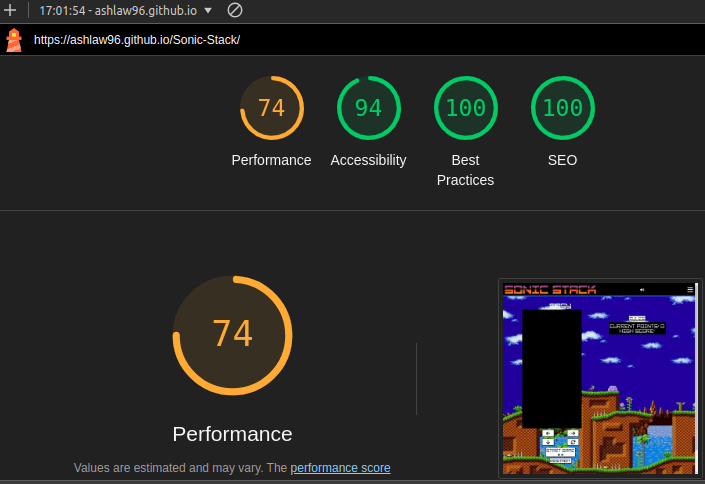 17:01:54 - ashlaw96.github.io
https://ashlaw96.github.io/Sonic-Stack/
74
94
100
100
Performance
Accessibility
Best
Practices
SEO
74
Performance
Values are estimated and may vary. The performance score
SONIC STACK
CURRENT POINTS: 0
HIGH SCORE:
START GAME